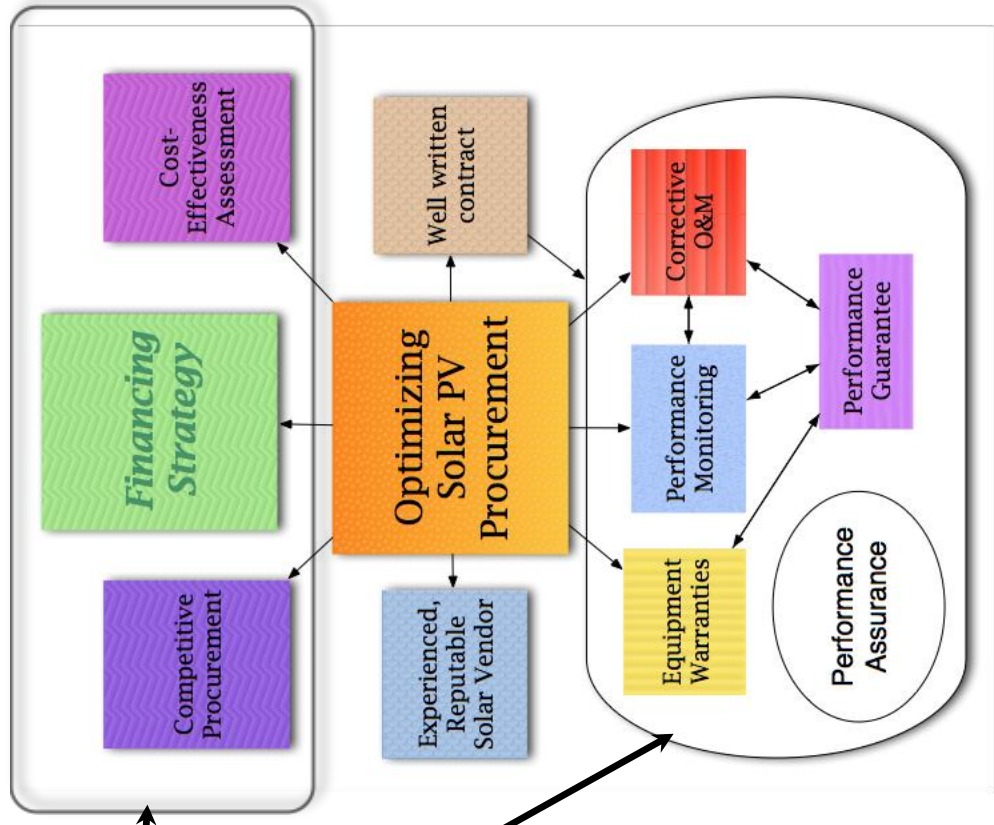 Competitive
Procurement
Financing
Strategy
Cost-
Effectiveness
Assessment
Experienced,
Reputable
Solar Vendor
Optimizing
Solar PV
Procurement
Well written
contract
Equipment
Warranties
Performance
Monitoring
Corrective
O&M
Performance
Assurance
Performance
Guarantee